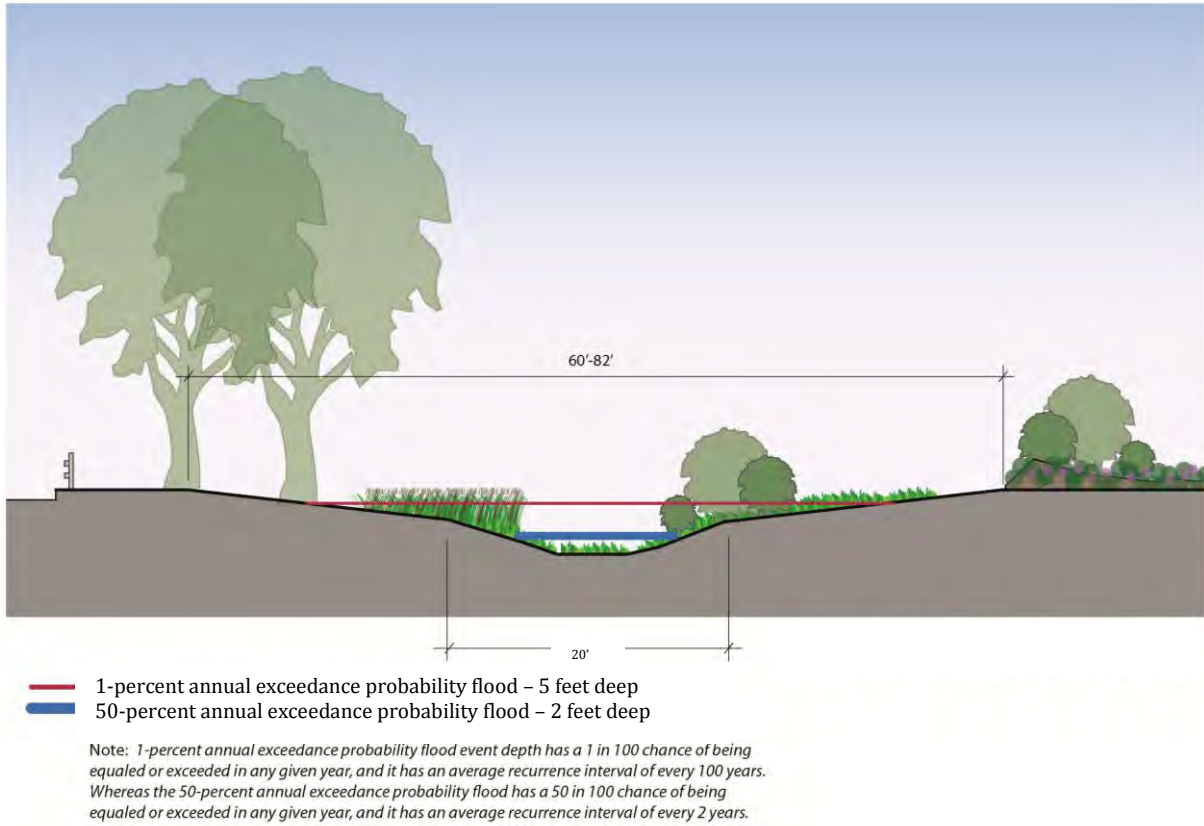 60'-82'
20'
1-percent annual exceedance probability flood – 5 feet deep
50-percent annual exceedance probability flood – 2 feet deep
Note: 1-percent annual exceedance probability flood event depth has a 1 in 100 chance of being
equaled or exceeded in any given year, and it has an average recurrence interval of every 100 years.
Whereas the 50-percent annual exceedance probability flood has a 50 in 100 chance of being
equaled or exceeded in any given year, and it has an average recurrence interval of every 2 years.